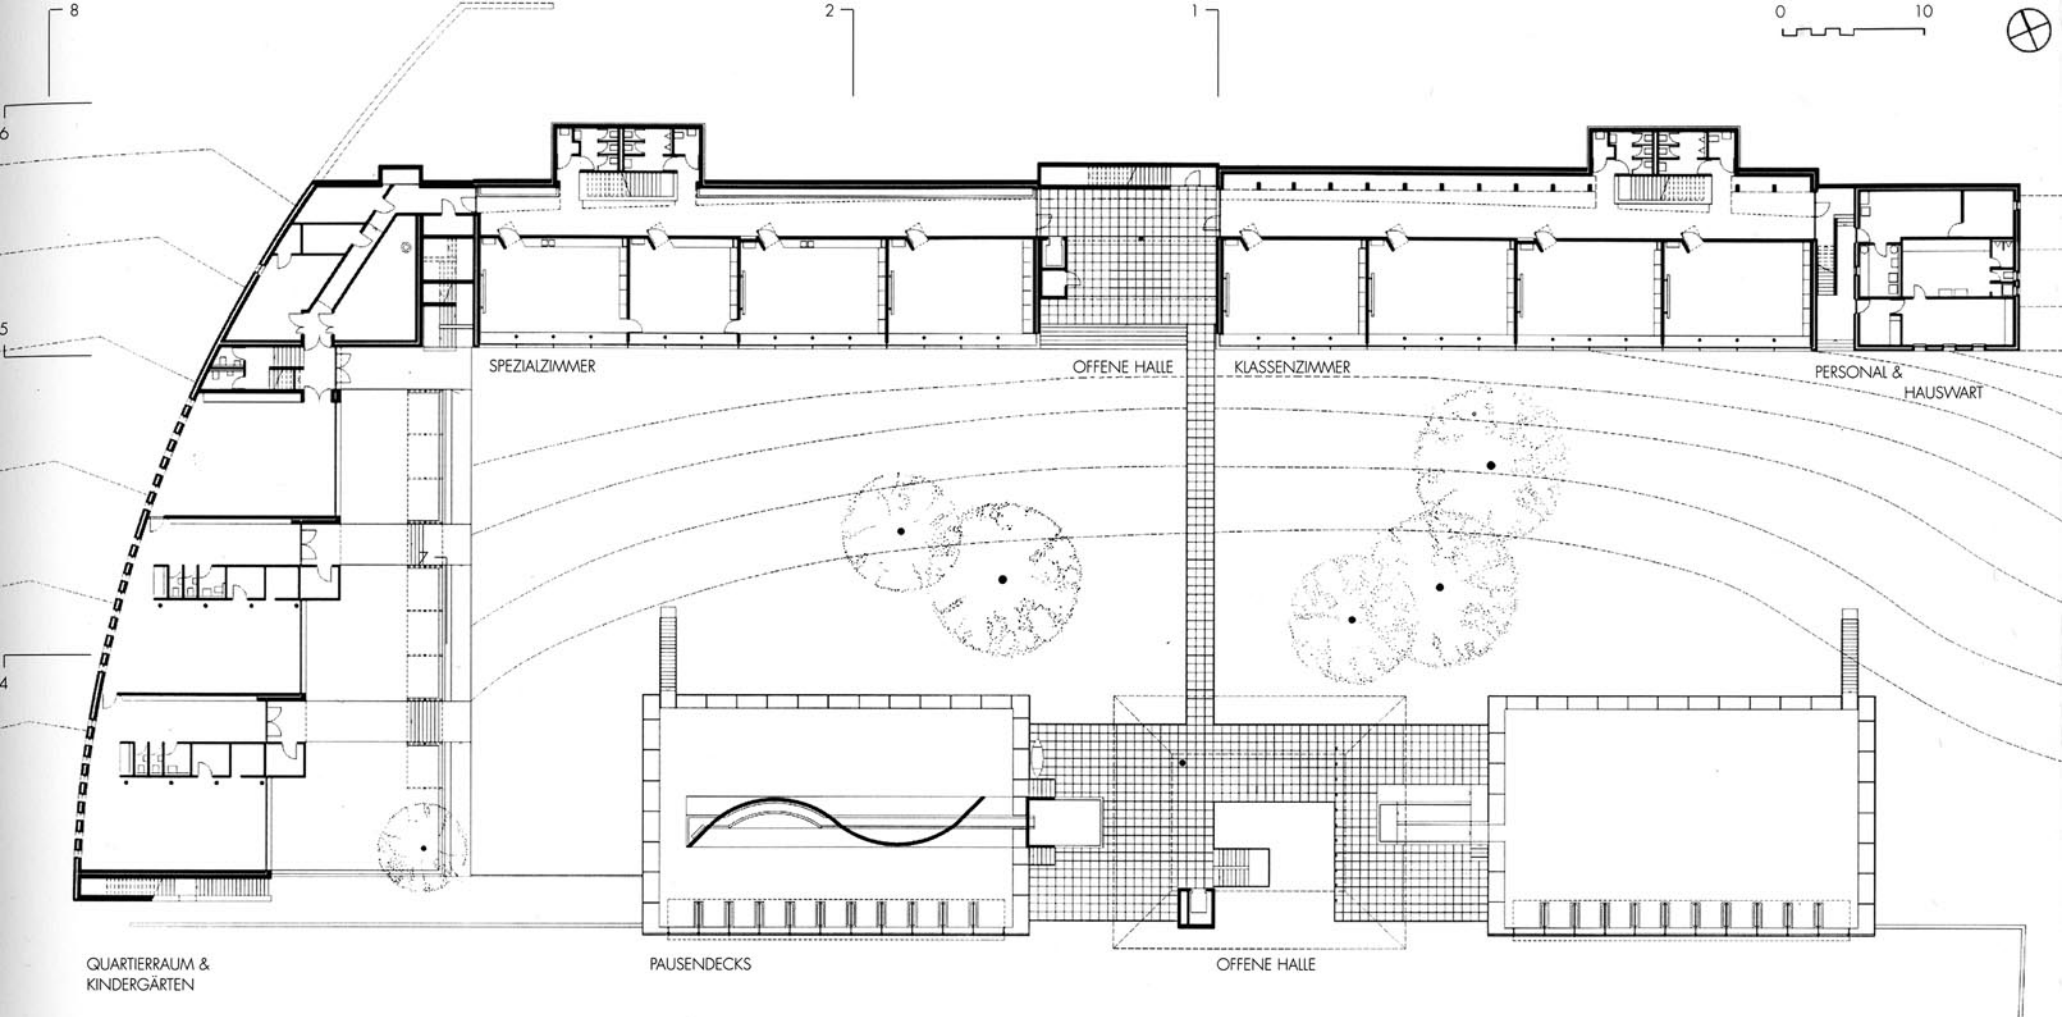 8
2
1
0 10
6
5
SPEZIALZIMMER
OFFENE HALLE
KLASSENZIMMER
PERSONAL &
HAUSWART
4
QUARTIERRAUM &
KINDERGÄRTEN
PAUSENDECKS
OFFENE HALLE